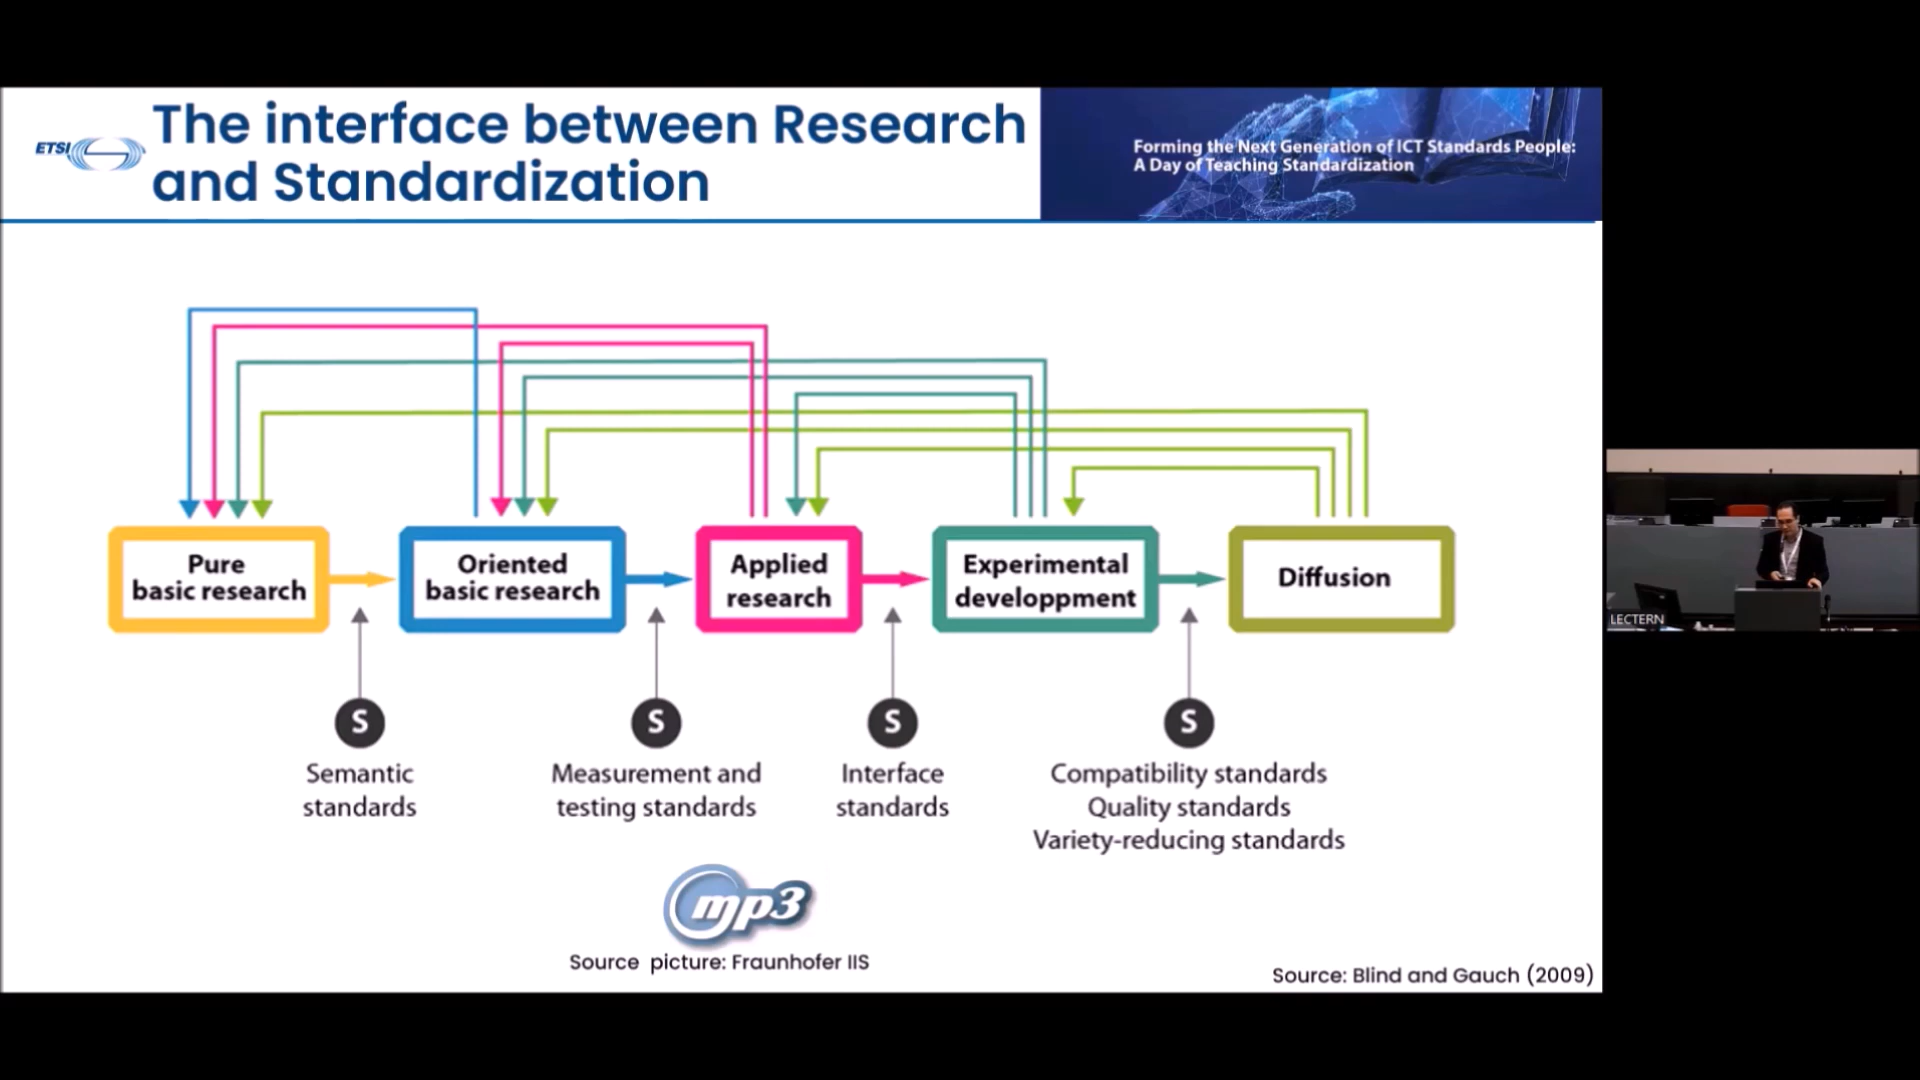 ETSI
The interface between Research
and Standardization
Forming the Next Generation of ICT Standards People:
A Day of Teaching Standardization
Pure
basic research
Oriented
basic research
Applied
research
Experimental
developpment
Diffusion
S
S
S
S
Semantic
standards
Measurement and
testing standards
Interface
standards
Compatibility standards
Quality standards
Variety-reducing standards
mp3
Source picture: Fraunhofer IIS
Source: Blind and Gauch (2009)
LECTERN